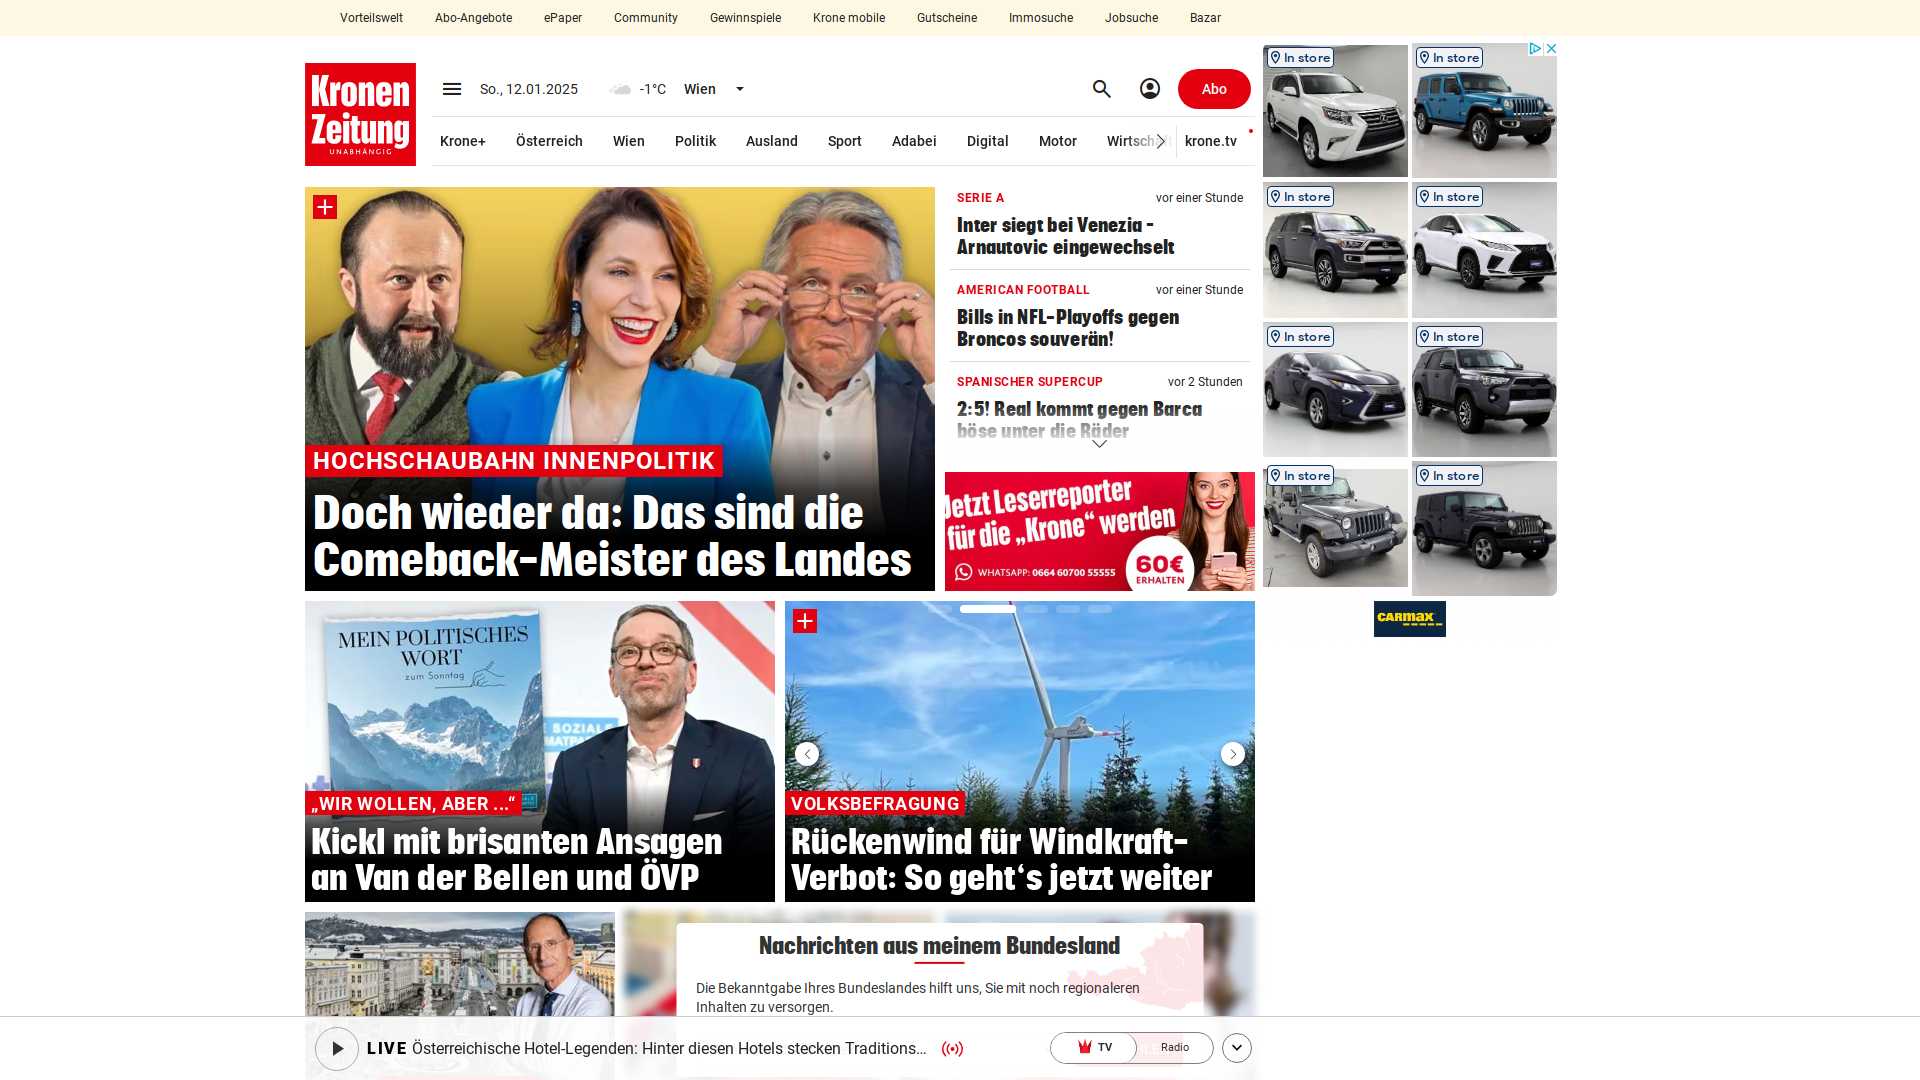 Vorteilswelt
Abo-Angebote
ePaper
Community
Gewinnspiele
Krone mobile
Gutscheine
Immosuche
Jobsuche
Bazar
Kronen
Zeitung
UNABHÄNGIG
So., 12.01.2025
-1°C
Wien
Abo
Krone+
Österreich
Wien
Politik
Ausland
Sport
Adabei
Digital
Motor
Wirtschaft
krone.tv
HOCHSCHAUBAHN INNENPOLITIK
Doch wieder da: Das sind die
Comeback-Meister des Landes
SERIE A
vor einer Stunde
Inter siegt bei Venezia -
Arnautovic eingewechselt
AMERICAN FOOTBALL
vor einer Stunde
Bills in NFL-Playoffs gegen
Broncos souverän!
SPANISCHER SUPERCUP
vor 2 Stunden
2:5! Real kommt gegen Barca
böse unter die Räder
Jetzt Leserreporter
für die „Krone“ werden
WHATSAPP: 0664 60700 55555
60€
ERHALTEN
In store
In store
In store
In store
In store
In store
In store
In store
CARMAX
MEIN POLITISCHES
WORT
zum Sonntag
E SOZIALE
„WIR WOLLEN, ABER ...“
Kickl mit brisanten Ansagen
an Van der Bellen und ÖVP
VOLKSBEFRAGUNG
Rückenwind für Windkraft-
Verbot: So geht‘s jetzt weiter
Nachrichten aus meinem Bundesland
Die Bekanntgabe Ihres Bundeslandes hilft uns, Sie mit noch regionaleren
Inhalten zu versorgen.
LIVE Österreichische Hotel-Legenden: Hinter diesen Hotels stecken Traditions...
TV
Radio